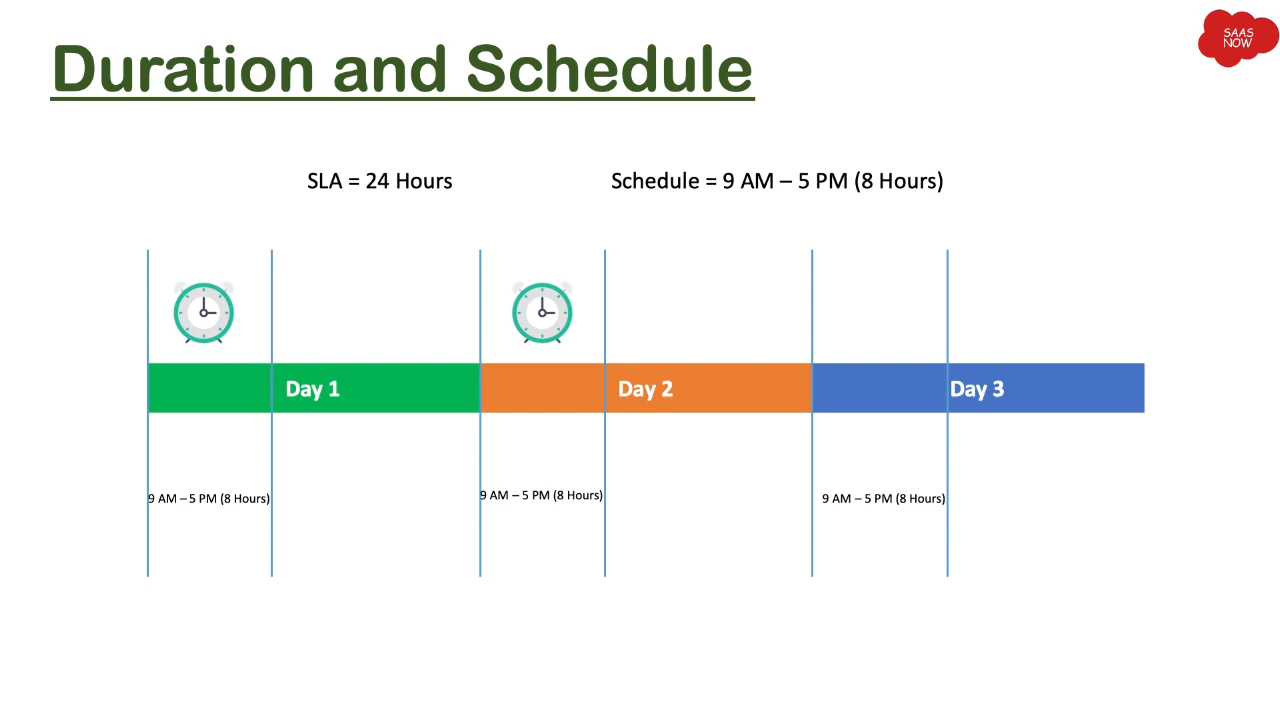 SAAS
NOW
Duration and Schedule
SLA = 24 Hours
Schedule = 9 AM – 5 PM (8 Hours)
Day 1
Day 2
Day 3
9 AM – 5 PM (8 Hours)
9 AM – 5 PM (8 Hours)
9 AM – 5 PM (8 Hours)